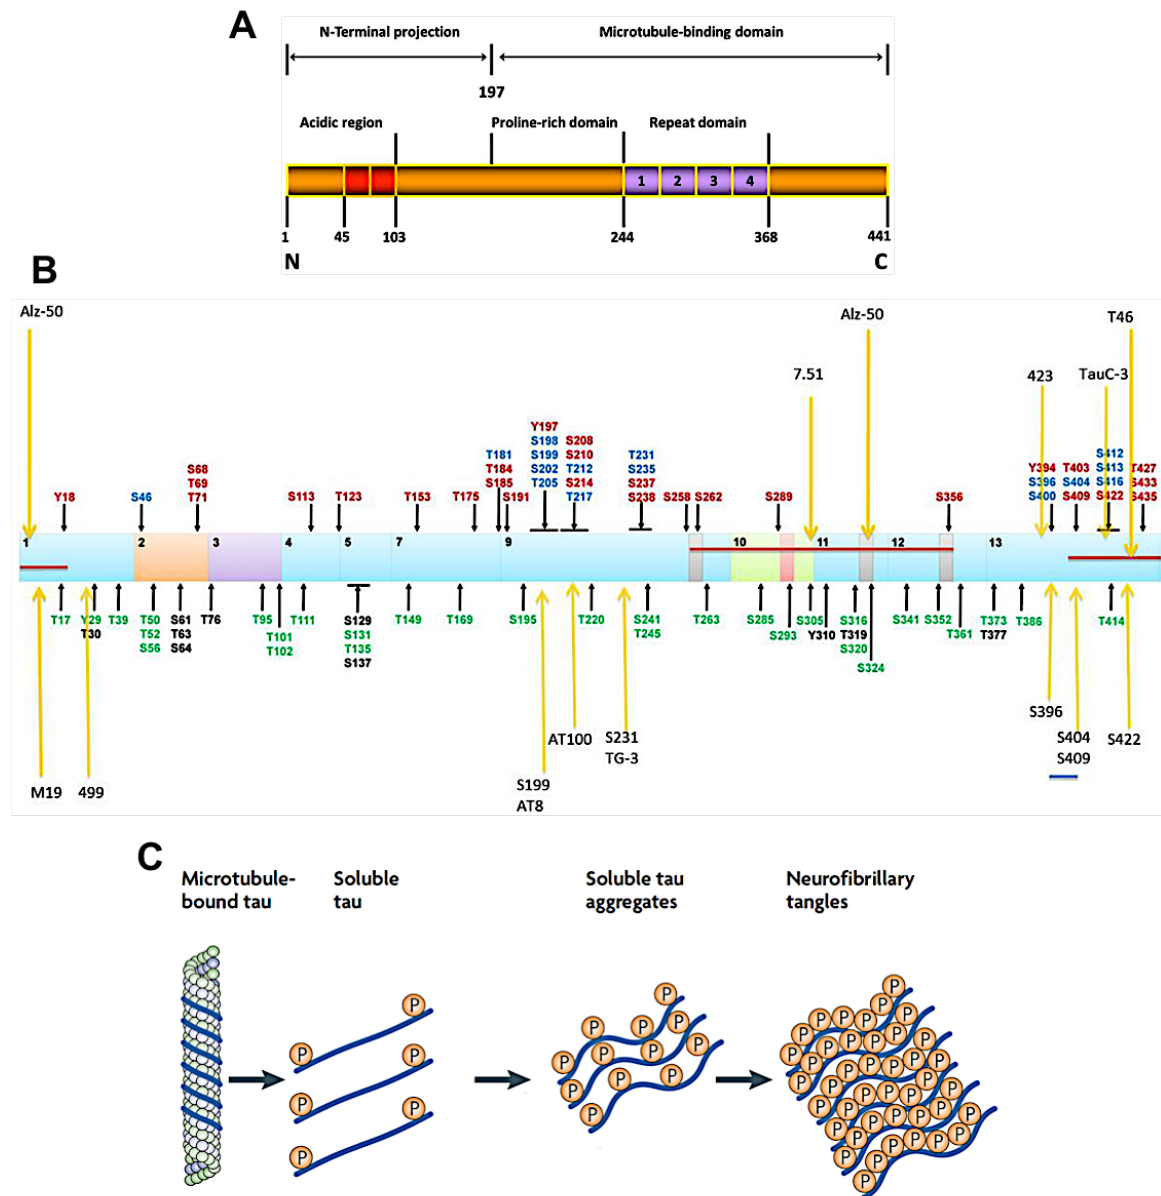 A
N-Terminal projection
Microtubule-binding domain
197
Acidic region
Proline-rich domain
Repeat domain
1 2 3 4
1 45 103 244 368 441
N C
B
Alz-50
Alz-50
T46
7.51
423
TauC-3
Y18
S46
S68
T69
T71
S113
T123
T153
T175
T181
T184
S185
S191
Y197
S198
S199
S202
T205
S208
S210
T212
S214
T217
T231
S235
S237
S238
S258
S262
S289
S356
Y394
S396
S400
T403
S404
S409
S412
S413
S416
S422
T427
S433
S435
1 2 3 4 5 7 9 10 11 12 13
T17
Y29
T30
T39
T50
T52
S56
S61
T63
S64
T76
T95
T101
T102
T111
S129
S131
T135
S137
T149
T169
S195
T220
S241
T245
T263
S285
S293
S305
Y310
S316
T319
S320
S324
S341
S352
T361
T373
T377
T386
T414
M19
499
S199
AT8
AT100
S231
TG-3
S396
S404
S409
S422
C
Microtubule-
bound tau
Soluble
tau
Soluble tau
aggregates
Neurofibrillary
tangles
P P P P P P
P P P P P P P P P P
P P P P P P P P P P P P P P P P P P P P P P P P P P P P P P P P P P